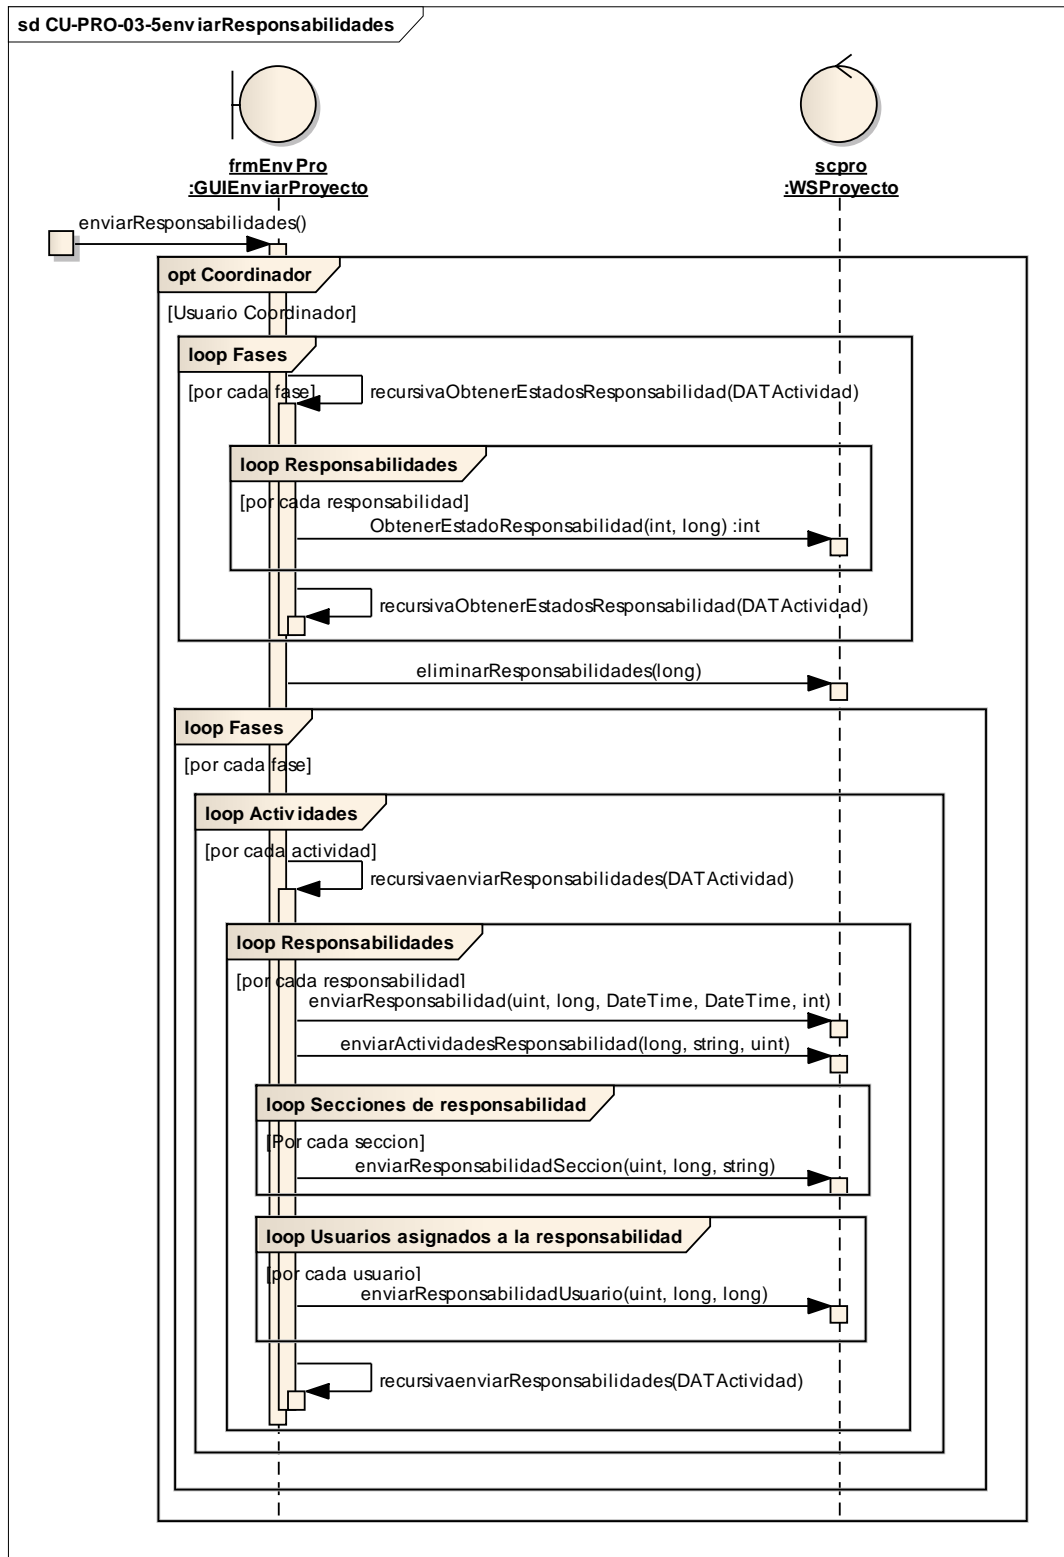 sd CU-PRO-03-5enviarResponsabilidades
frmEnvPro
:GUIEnviarProyecto
scpro
:WSProyecto
enviarResponsabilidades()
opt Coordinador
[Usuario Coordinador]
loop Fases
[por cada fase]
recursivaObtenerEstadosResponsabilidad(DATActividad)
loop Responsabilidades
[por cada responsabilidad]
ObtenerEstadoResponsabilidad(int, long) :int
recursivaObtenerEstadosResponsabilidad(DATActividad)
eliminarResponsabilidades(long)
loop Fases
[por cada fase]
loop Actividades
[por cada actividad]
recursivaenviarResponsabilidades(DATActividad)
loop Responsabilidades
[por cada responsabilidad]
enviarResponsabilidad(uint, long, DateTime, DateTime, int)
enviarActividadesResponsabilidad(long, string, uint)
loop Secciones de responsabilidad
[Por cada seccion]
enviarResponsabilidadSeccion(uint, long, string)
loop Usuarios asignados a la responsabilidad
[por cada usuario]
enviarResponsabilidadUsuario(uint, long, long)
recursivaenviarResponsabilidades(DATActividad)